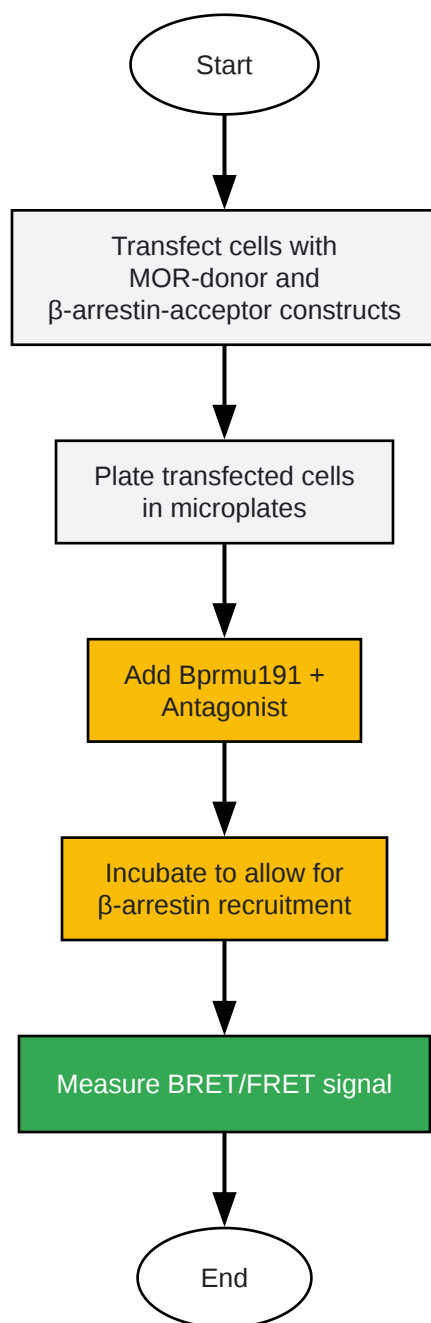 Start
Transfect cells with
MOR-donor and
β-arrestin-acceptor constructs
Plate transfected cells
in microplates
Add Bprmu191 +
Antagonist
Incubate to allow for
β-arrestin recruitment
Measure BRET/FRET signal
End